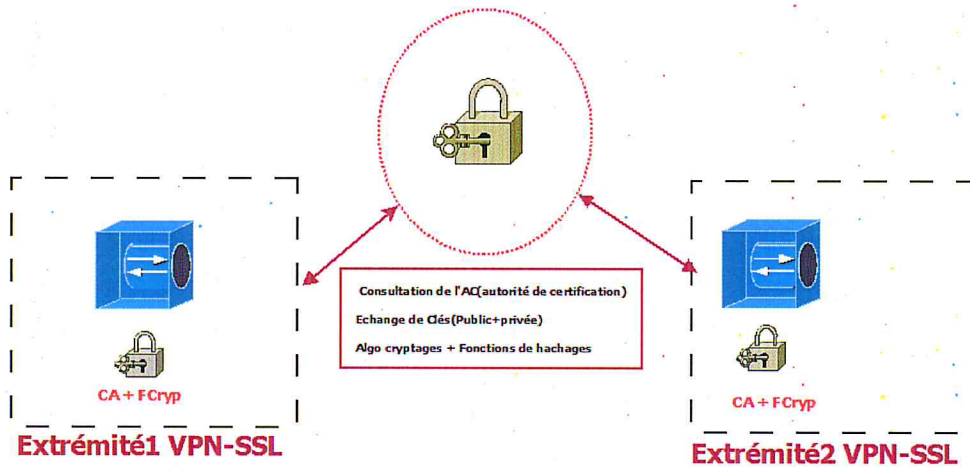 Consultation de l'AC(autorité de certification)
Echange de Clés(Public+privée)
Algo cryptages + Fonctions de hachages
CA + FCryp
CA + FCryp
Extrémité1 VPN-SSL
Extrémité2 VPN-SSL